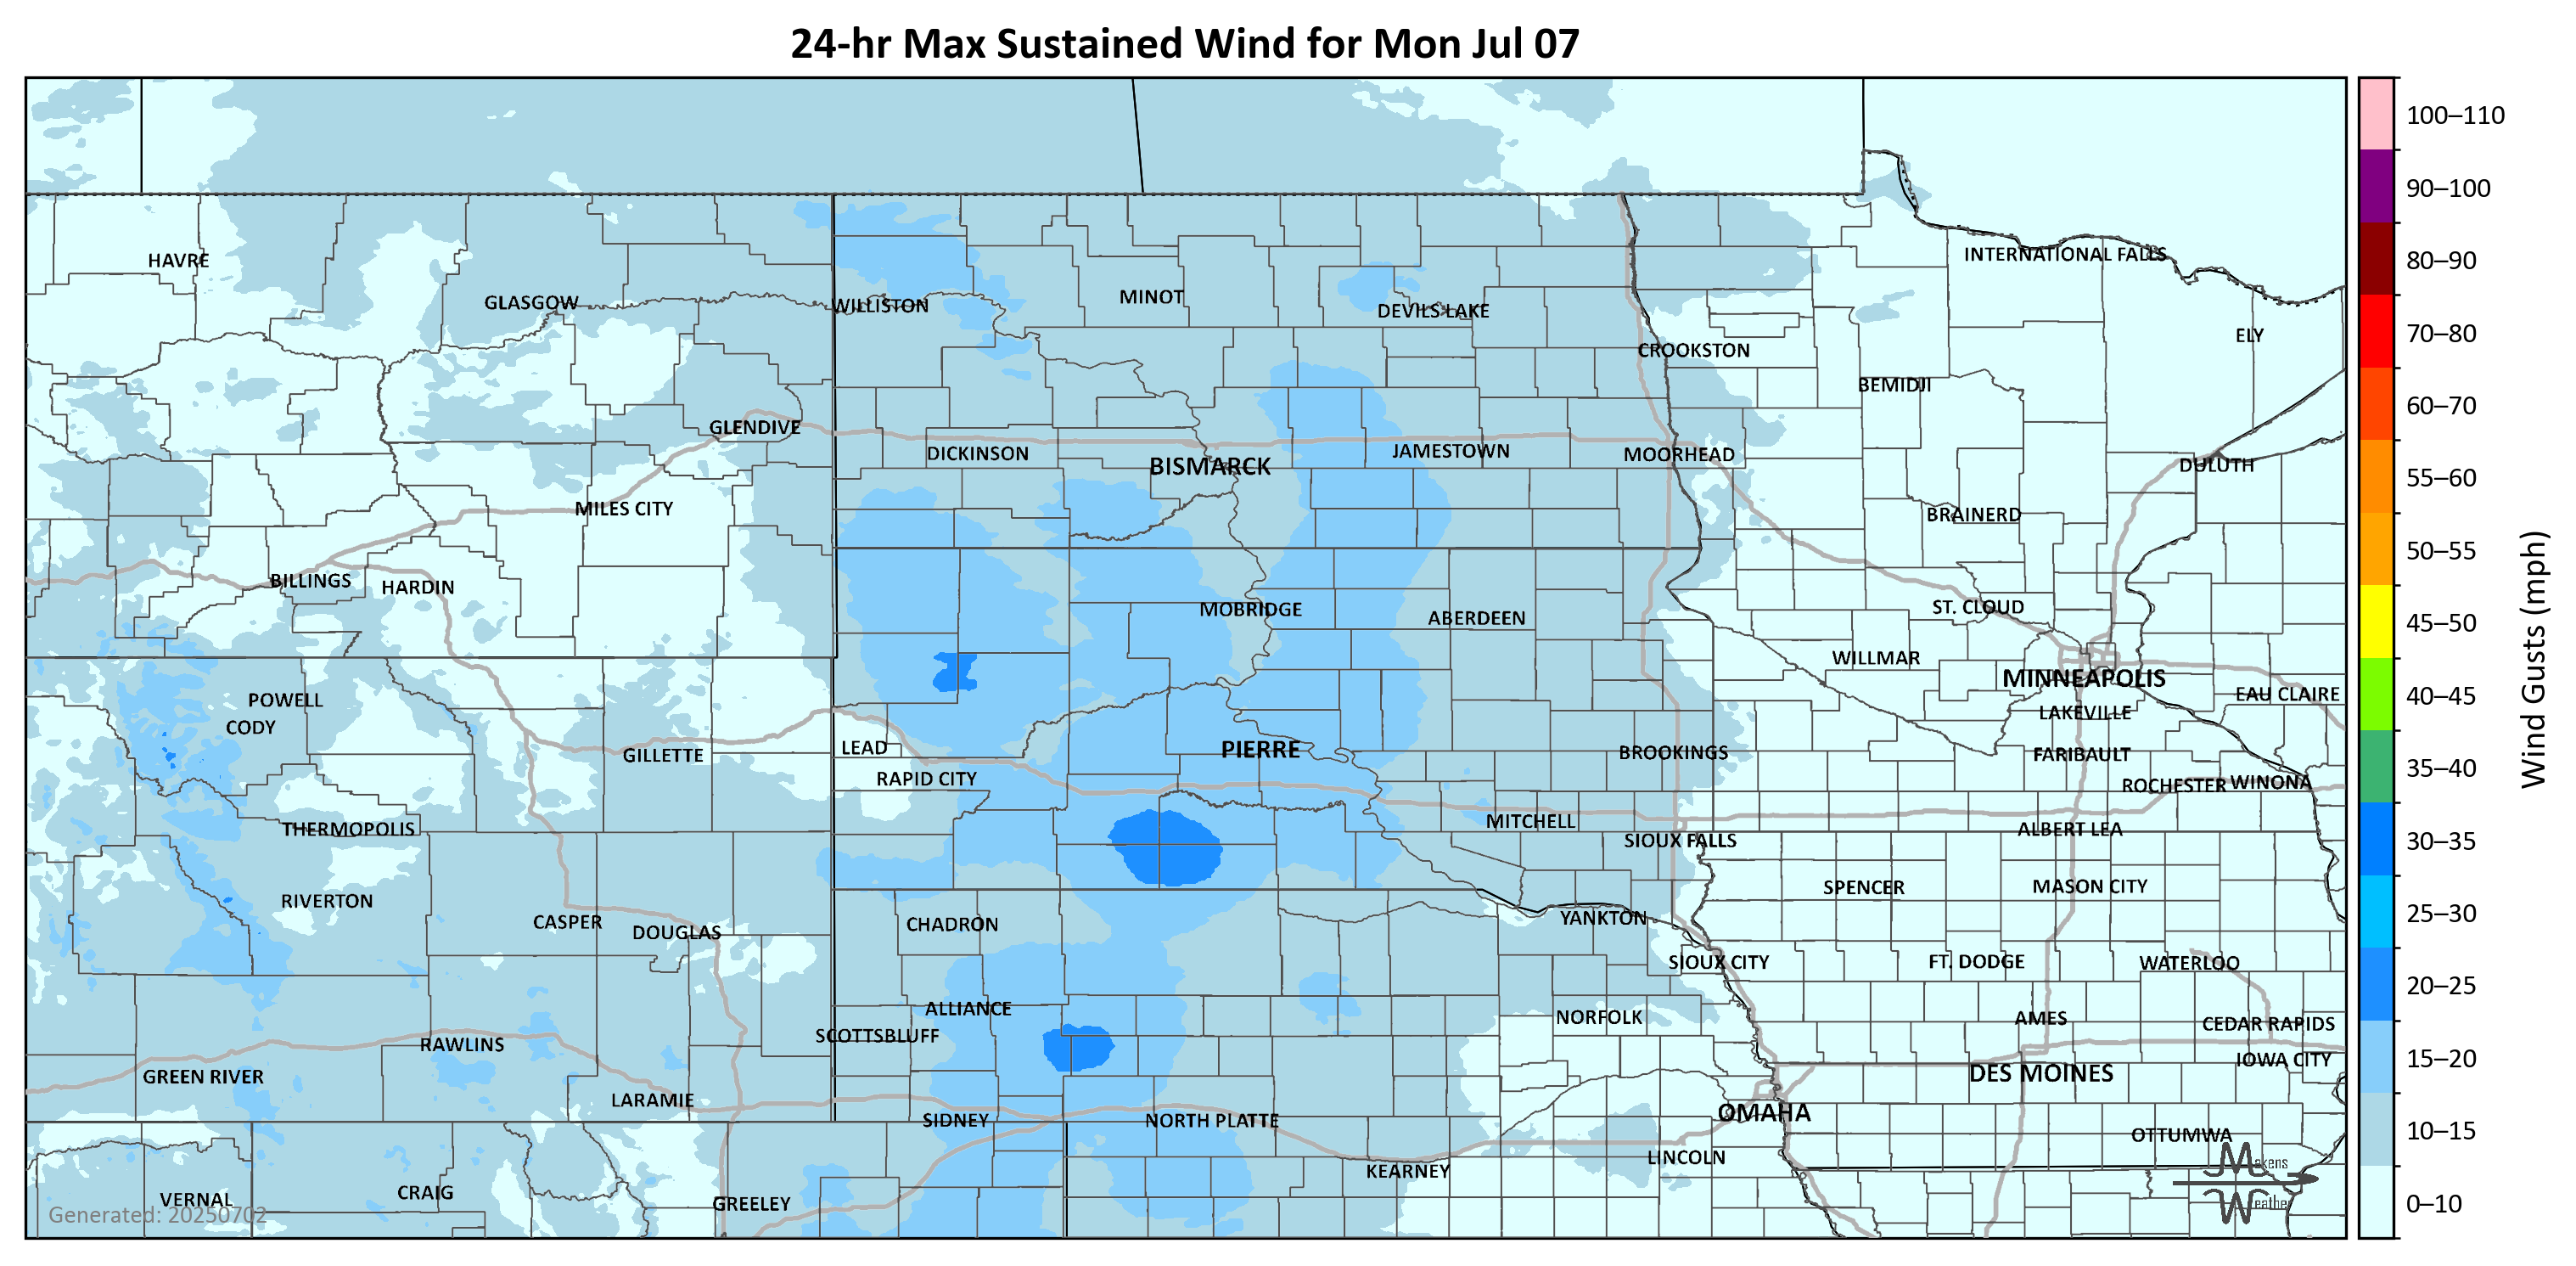 24-hr Max Sustained Wind for Mon Jul 07
100–110
90–100
80–90
70–80
60–70
55–60
50–55
45–50
40–45
35–40
30–35
25–30
20–25
15–20
10–15
0–10
Wind Gusts (mph)
HAVRE
GLASGOW
WILLISTON
MINOT
DEVILS LAKE
INTERNATIONAL FALLS
ELY
CROOKSTON
BEMIDJI
GLENDIVE
DICKINSON
BISMARCK
JAMESTOWN
MOORHEAD
DULUTH
MILES CITY
BRAINERD
BILLINGS
HARDIN
MOBRIDGE
ABERDEEN
ST. CLOUD
WILLMAR
MINNEAPOLIS
EAU CLAIRE
POWELL
CODY
LAKEVILLE
GILLETTE
LEAD
PIERRE
BROOKINGS
FARIBAULT
RAPID CITY
ROCHESTER
WINONA
THERMOPOLIS
MITCHELL
ALBERT LEA
SIOUX FALLS
RIVERTON
SPENCER
MASON CITY
CASPER
DOUGLAS
CHADRON
YANKTON
SIOUX CITY
FT. DODGE
WATERLOO
ALLIANCE
SCOTTSBLUFF
NORFOLK
AMES
CEDAR RAPIDS
RAWLINS
IOWA CITY
GREEN RIVER
DES MOINES
LARAMIE
SIDNEY
NORTH PLATTE
OMAHA
OTTUMWA
KEARNEY
LINCOLN
VERNAL
CRAIG
GREELEY
Generated: 20250702
Makens
Weather